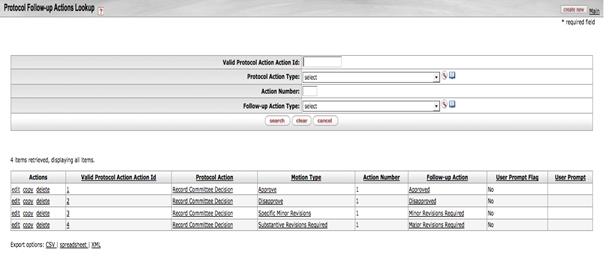 Protocol Follow-up Actions Lookup ?
create new Main
* required field
Valid Protocol Action Action Id:
Protocol Action Type: select
Action Number:
Follow-up Action Type: select
search clear cancel
4 items retrieved, displaying all items.
Actions Valid Protocol Action Action Id Protocol Action Motion Type Action Number Follow-up Action User Prompt Flag User Prompt
edit copy delete 1 Record Committee Decision Approve 1 Approved No
edit copy delete 2 Record Committee Decision Disapprove 1 Disapproved No
edit copy delete 3 Record Committee Decision Specific Minor Revisions 1 Minor Revisions Required No
edit copy delete 4 Record Committee Decision Substantive Revisions Required 1 Major Revisions Required No
Export options: CSV | spreadsheet | XML